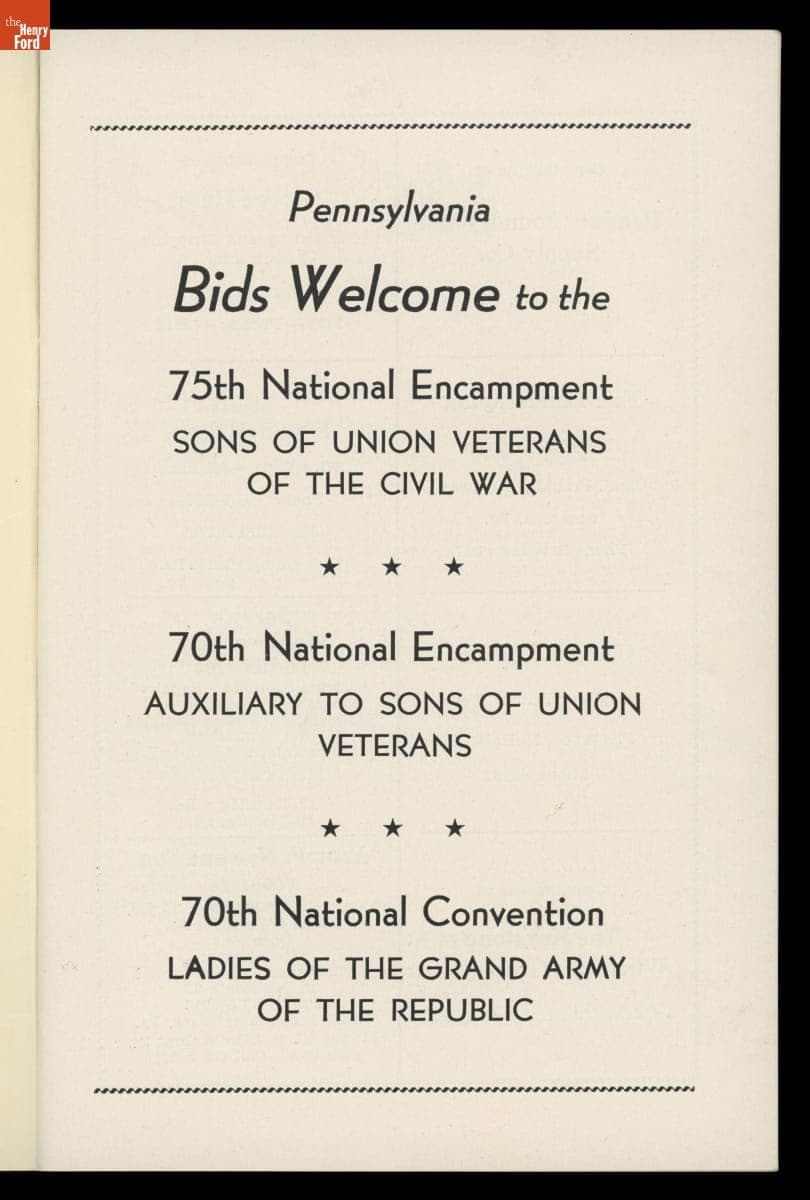 the
Henry
Ford
Pennsylvania
Bids Welcome to the
75th National Encampment
SONS OF UNION VETERANS
OF THE CIVIL WAR
★ ★ ★
70th National Encampment
AUXILIARY TO SONS OF UNION
VETERANS
★ ★ ★
70th National Convention
LADIES OF THE GRAND ARMY
OF THE REPUBLIC